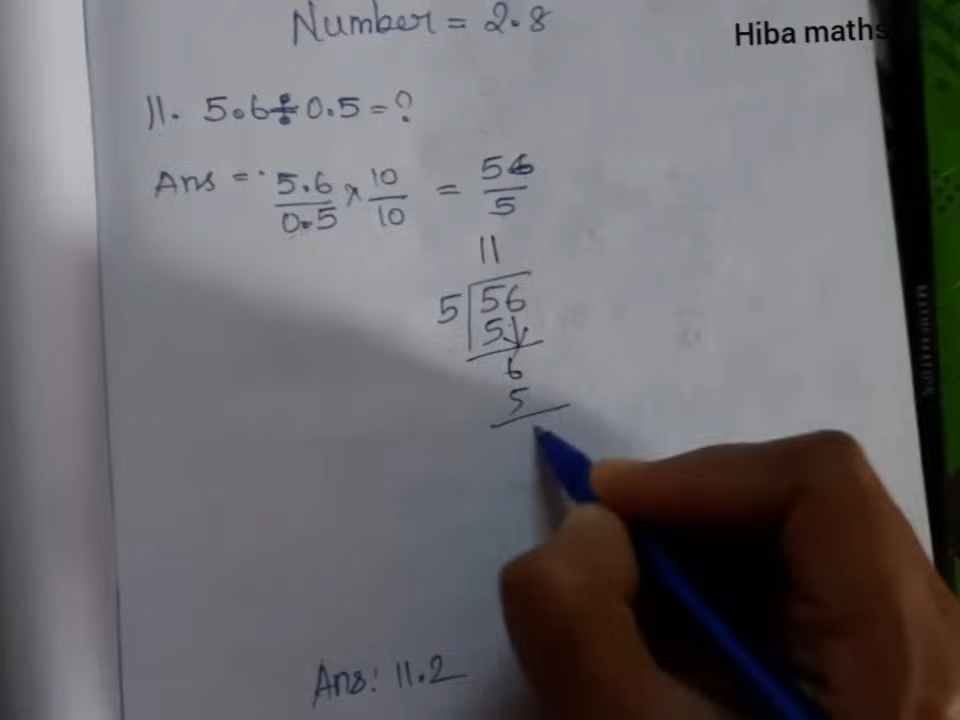 Number = 2.8
Hiba maths
11. 5.6 ÷ 0.5 = ?
Ans = 5.6/0.5 × 10/10 = 56/5
11
5 56
5
6
5
Ans: 11.2
MATHEMATICS